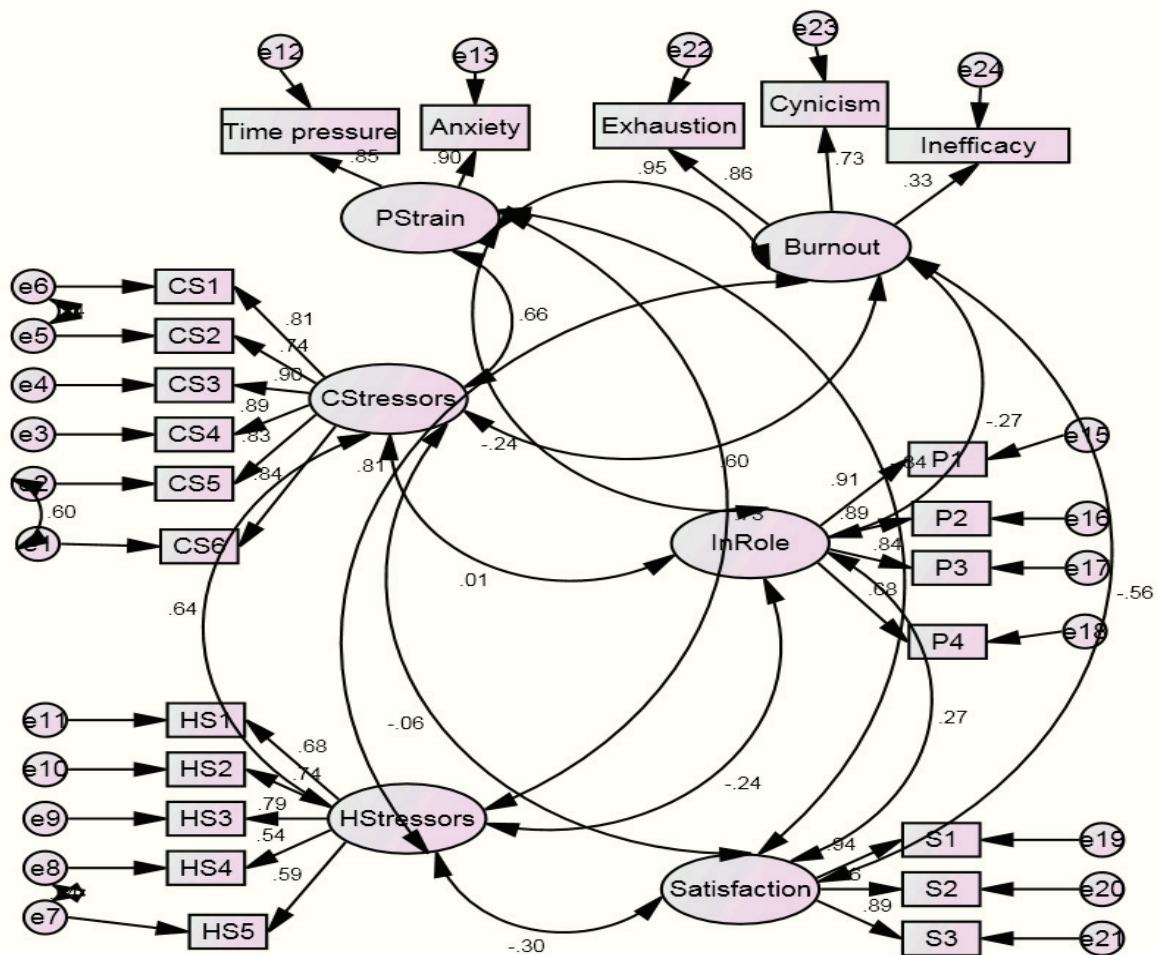 e12
e13
e22
e23
e24
Time pressure
Anxiety
Exhaustion
Cynicism
Inefficacy
.85
.90
.95
.86
.73
.33
PStrain
Burnout
e6
CS1
e5
CS2
e4
CS3
e3
CS4
e2
CS5
.60
e1
CS6
.81
.74
.90
.89
.83
.84
CStressors
.66
-.24
.81
.60
-.27
.01
.64
InRole
.91
.89
.84
.68
P1
e15
P2
e16
P3
e17
P4
e18
-.56
.27
-.06
-.24
e11
HS1
e10
HS2
e9
HS3
e8
HS4
e7
HS5
.68
.74
.79
.54
.59
HStressors
-.30
Satisfaction
.94
.89
S1
e19
S2
e20
S3
e21